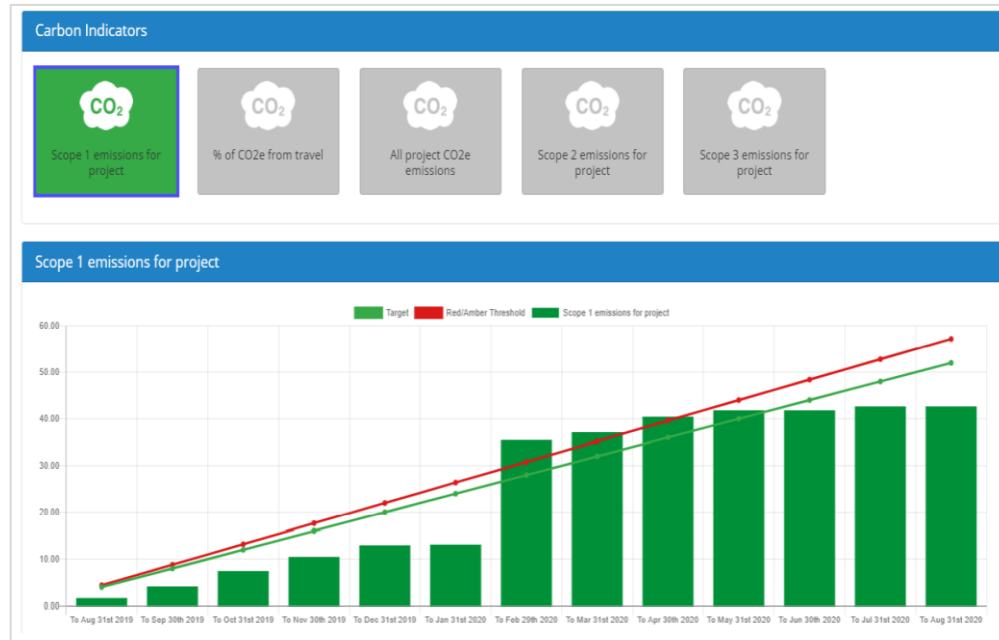 Carbon Indicators
CO2 CO2 CO2 CO2 CO2
Scope 1 emissions for project
% of CO2e from travel
All project CO2e emissions
Scope 2 emissions for project
Scope 3 emissions for project
Scope 1 emissions for project
Target Red/Amber Threshold Scope 1 emissions for project
60.00
50.00
40.00
30.00
20.00
10.00
0.00
To Aug 31st 2019 To Sep 30th 2019 To Oct 31st 2019 To Nov 30th 2019 To Dec 31st 2019 To Jan 31st 2020 To Feb 29th 2020 To Mar 31st 2020 To Apr 30th 2020 To May 31st 2020 To Jun 30th 2020 To Jul 31st 2020 To Aug 31st 2020